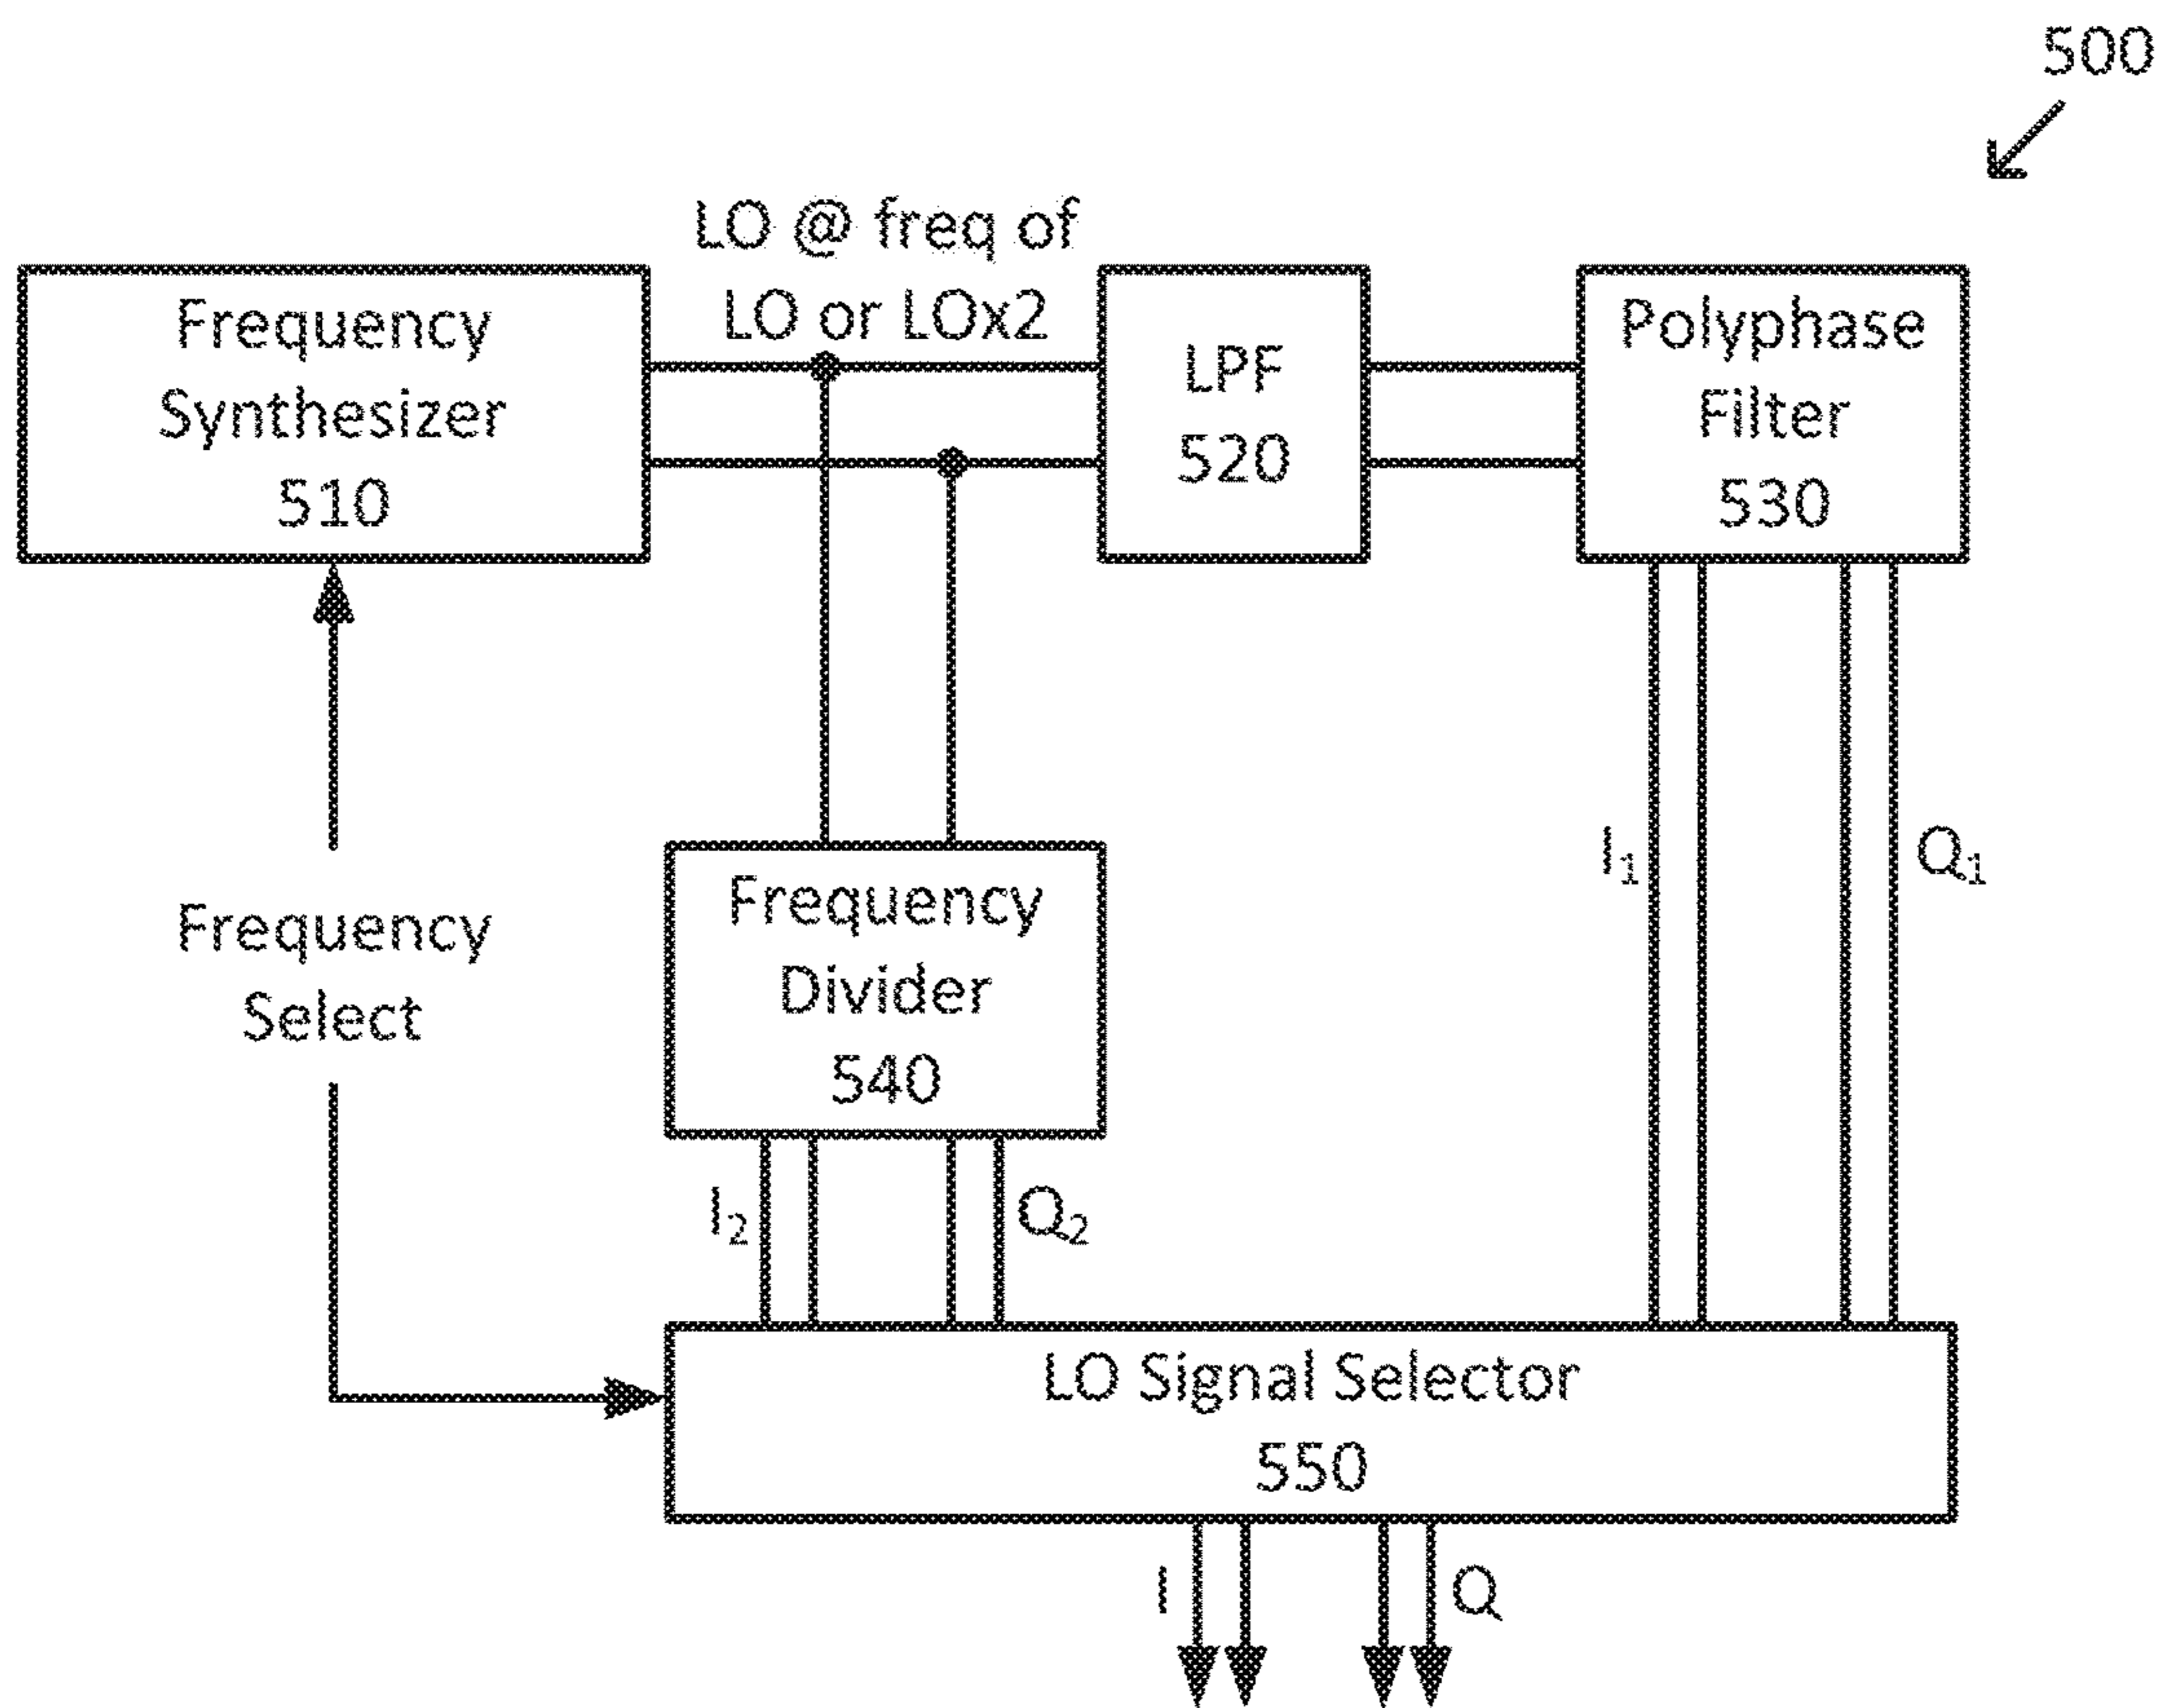 500
LO @ freq of
LO or LOx2
Frequency
Synthesizer
510
LPF
520
Polyphase
Filter
530
Frequency
Select
Frequency
Divider
540
I₁
Q₁
I₂
Q₂
LO Signal Selector
550
I
Q